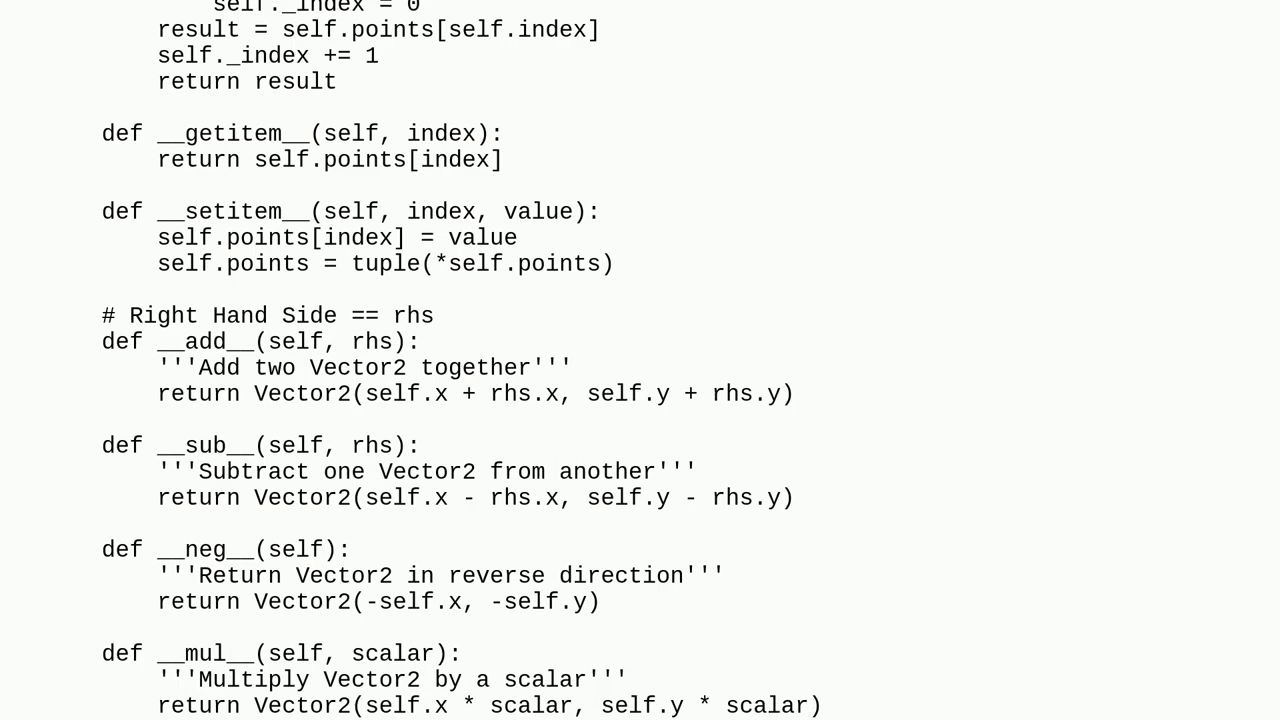 self._index = 0
result = self.points[self.index]
self._index += 1
return result
def __getitem__(self, index):
return self.points[index]
def __setitem__(self, index, value):
self.points[index] = value
self.points = tuple(*self.points)
# Right Hand Side == rhs
def __add__(self, rhs):
'''Add two Vector2 together'''
return Vector2(self.x + rhs.x, self.y + rhs.y)
def __sub__(self, rhs):
'''Subtract one Vector2 from another'''
return Vector2(self.x - rhs.x, self.y - rhs.y)
def __neg__(self):
'''Return Vector2 in reverse direction'''
return Vector2(-self.x, -self.y)
def __mul__(self, scalar):
'''Multiply Vector2 by a scalar'''
return Vector2(self.x * scalar, self.y * scalar)